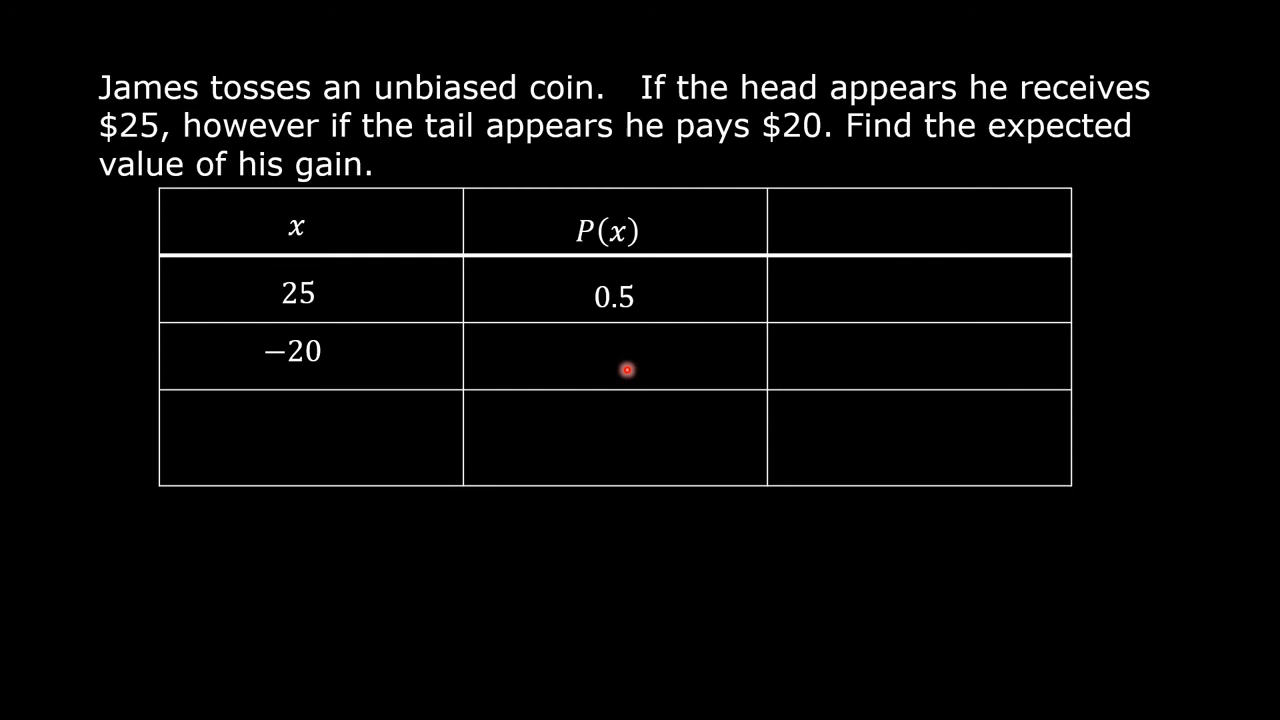 James tosses an unbiased coin. If the head appears he receives
$25, however if the tail appears he pays $20. Find the expected
value of his gain.
x P(x)
25 0.5
−20